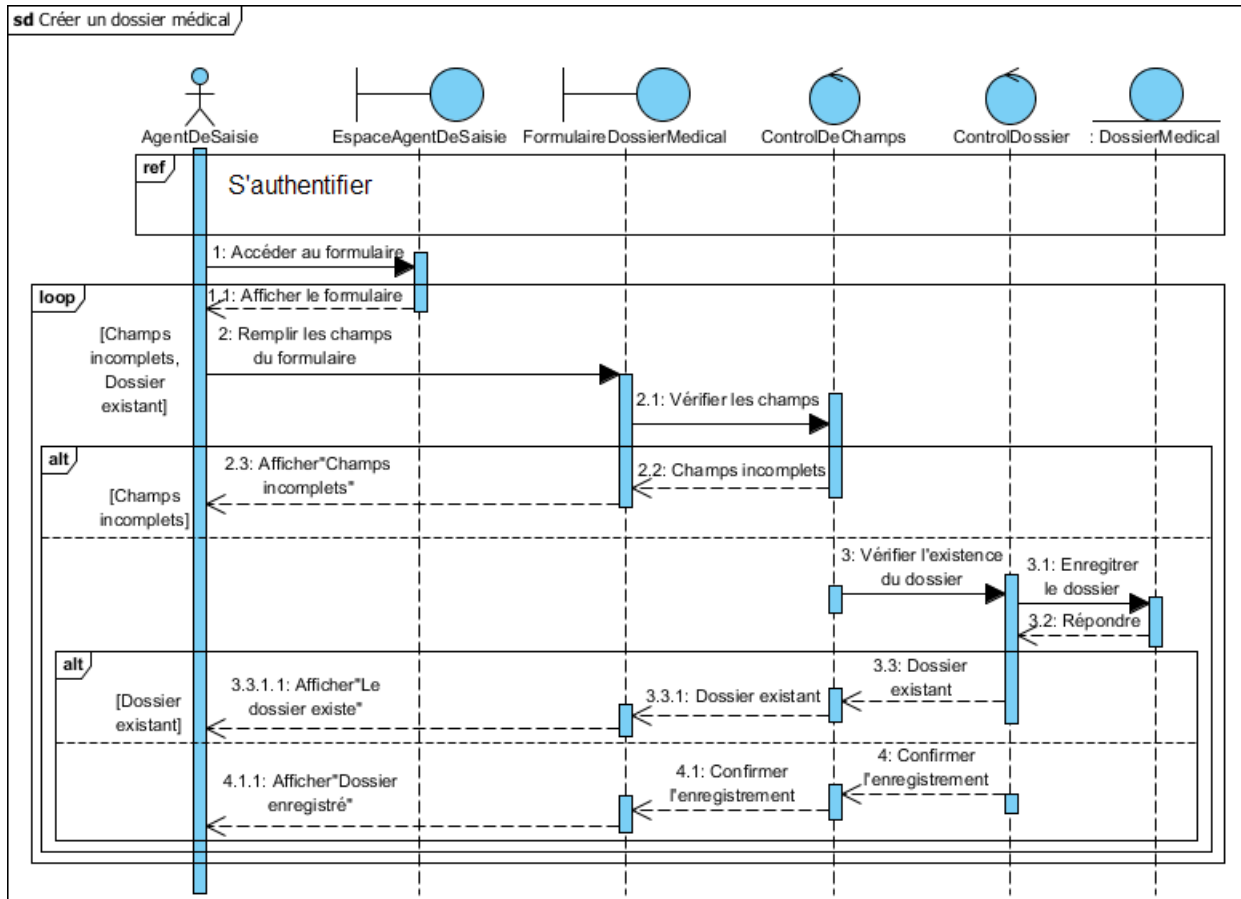 sd Créer un dossier médical
AgentDeSaisie
EspaceAgentDeSaisie
FormulaireDossierMedical
ControlDeChamps
ControlDossier
: DossierMedical
ref
S'authentifier
1: Accéder au formulaire
loop
1.1: Afficher le formulaire
[Champs
incomplets,
Dossier
existant]
2: Remplir les champs
du formulaire
2.1: Vérifier les champs
alt
[Champs
incomplets]
2.3: Afficher"Champs
incomplets"
2.2: Champs incomplets
3: Vérifier l'existence
du dossier
3.1: Enregitrer
le dossier
3.2: Répondre
alt
[Dossier
existant]
3.3.1.1: Afficher"Le
dossier existe"
3.3.1: Dossier existant
3.3: Dossier
existant
4.1.1: Afficher"Dossier
enregistré"
4.1: Confirmer
l'enregistrement
4: Confirmer
l'enregistrement